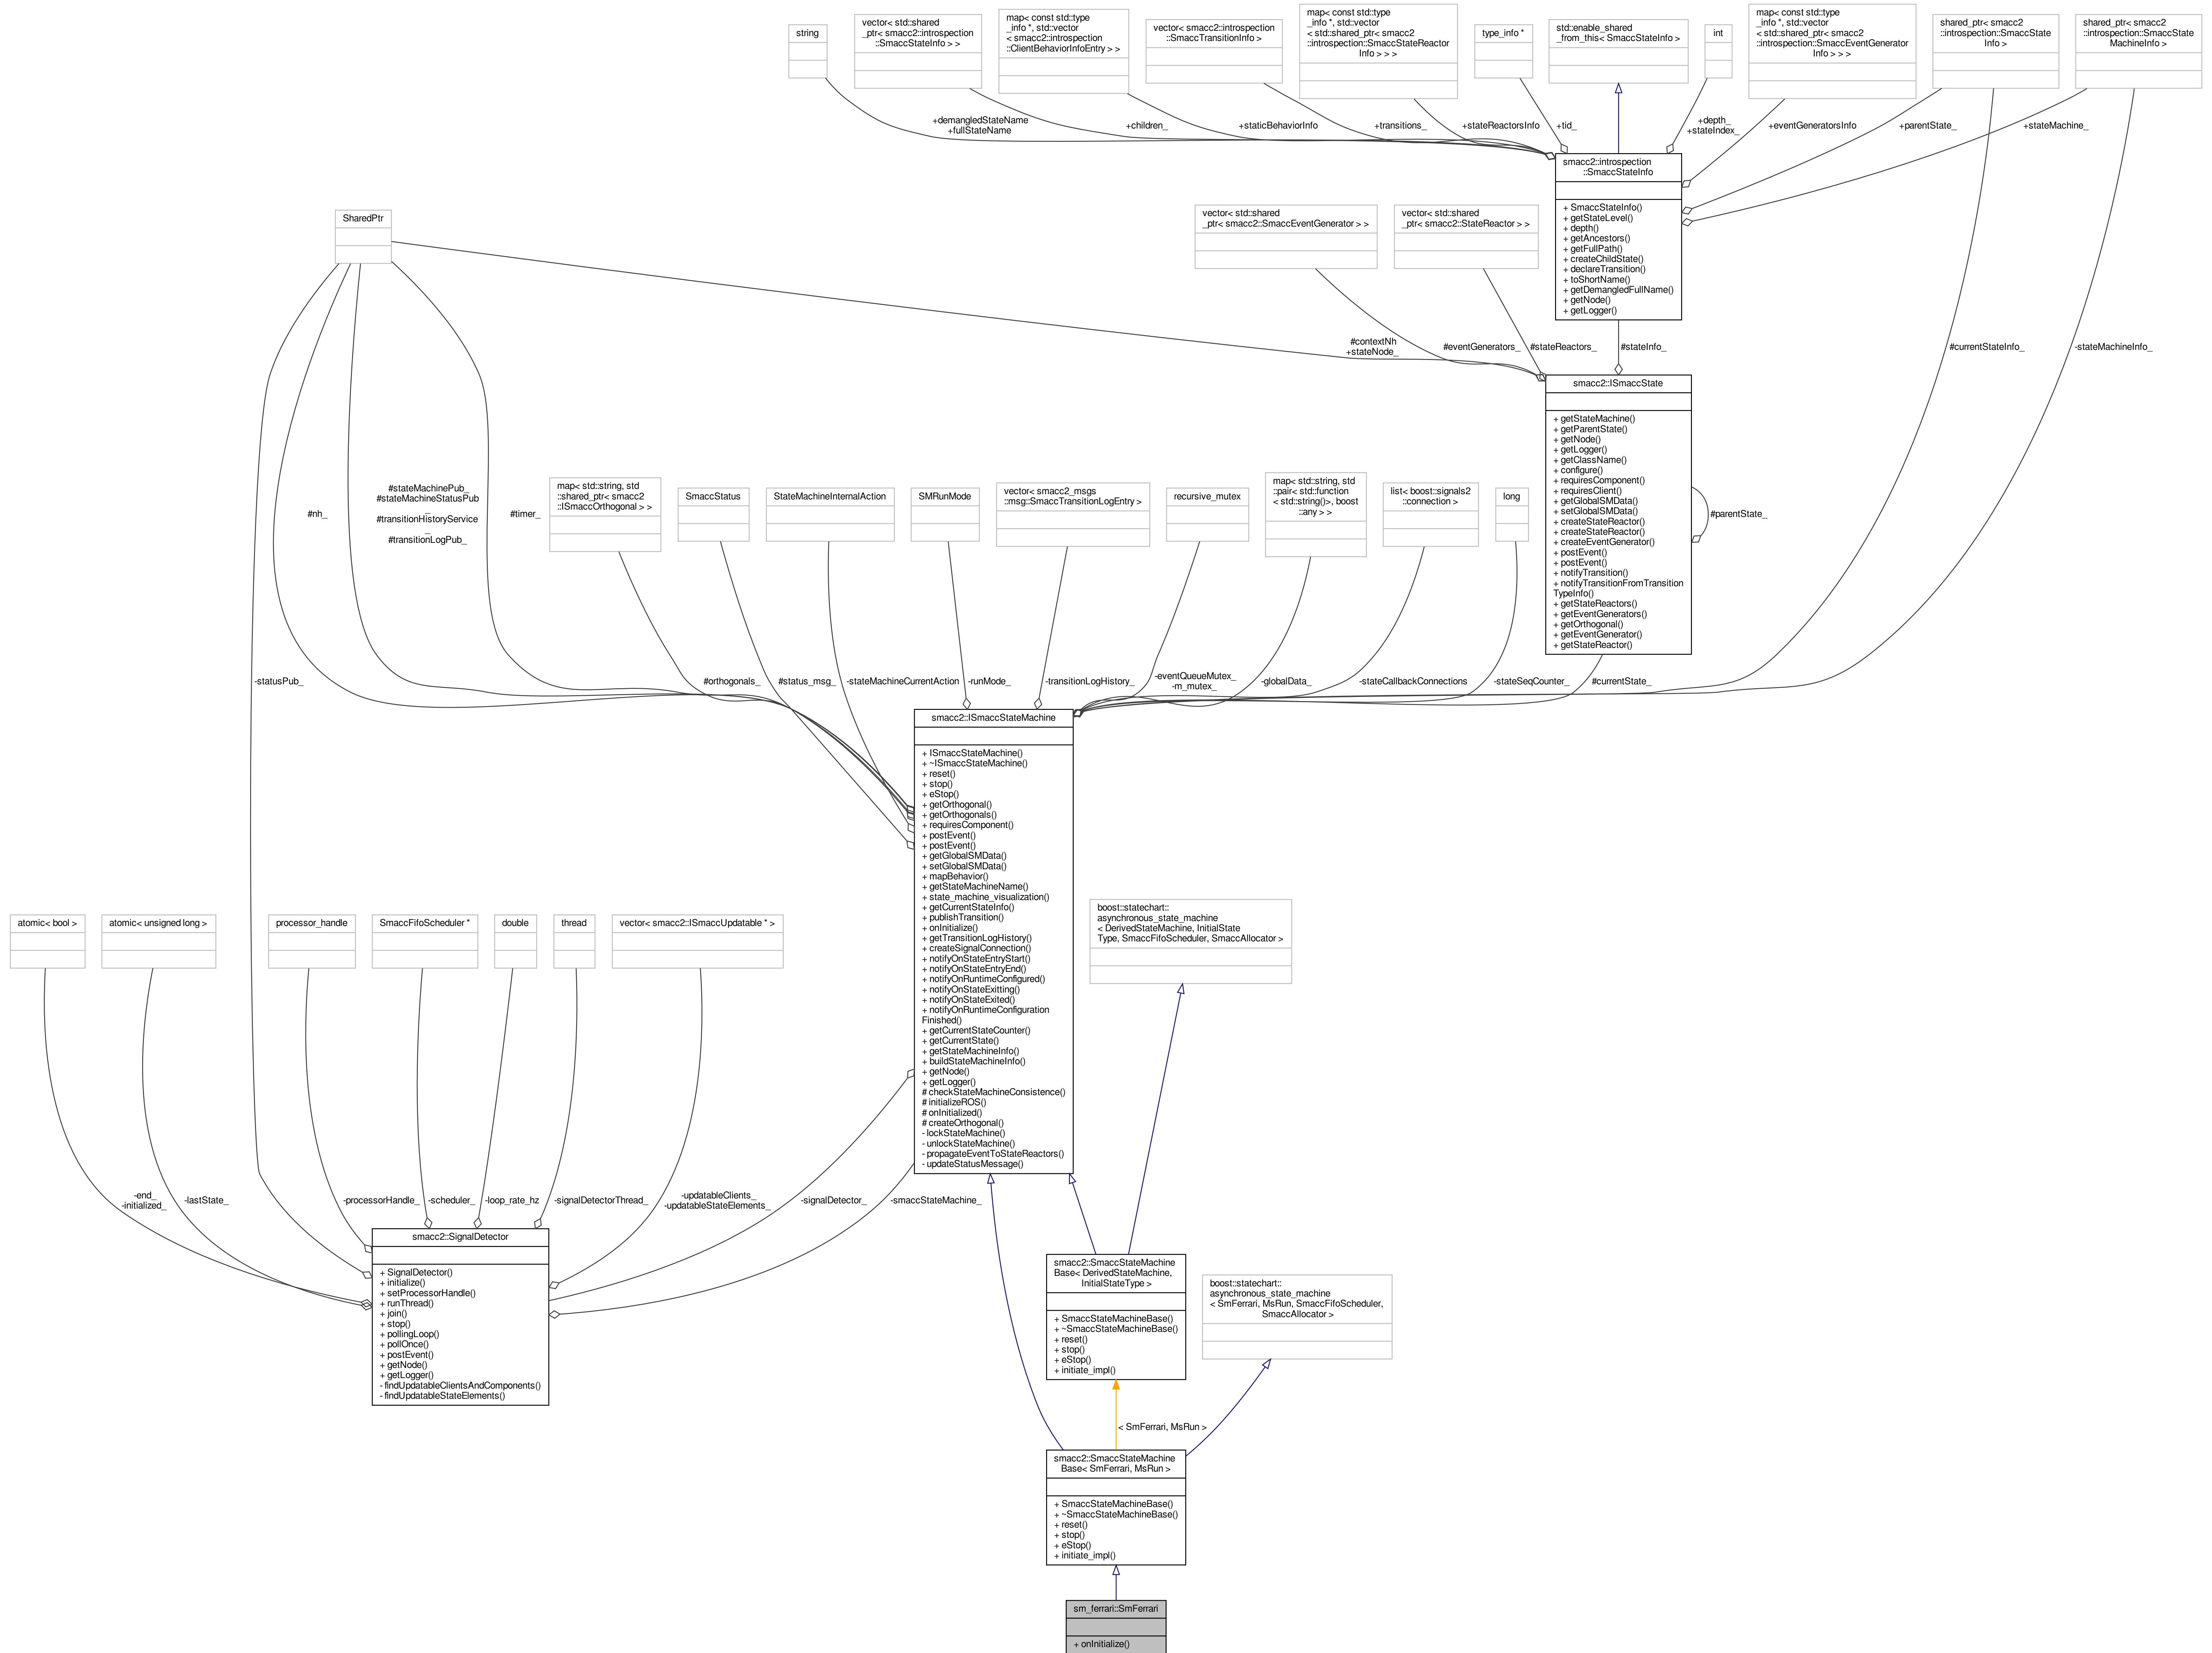 string
vector< std::shared
_ptr< smacc2::introspection
::SmaccStateInfo > >
map< const std::type
_info *, std::vector
< smacc2::introspection
::ClientBehaviorInfoEntry > >
vector< smacc2::introspection
::SmaccTransitionInfo >
map< const std::type
_info *, std::vector
< std::shared_ptr< smacc2
::introspection::SmaccStateReactor
Info > > >
type_info *
std::enable_shared
_from_this< SmaccStateInfo >
int
map< const std::type
_info *, std::vector
< std::shared_ptr< smacc2
::introspection::SmaccEventGenerator
Info > > >
shared_ptr< smacc2
::introspection::SmaccState
Info >
shared_ptr< smacc2
::introspection::SmaccState
MachineInfo >
+demangledStateName
+fullStateName
+children_
+staticBehaviorInfo
+transitions_
+stateReactorsInfo
+tid_
+depth_
+stateIndex_
+eventGeneratorsInfo
+parentState_
+stateMachine_
smacc2::introspection
::SmaccStateInfo
+ SmaccStateInfo()
+ getStateLevel()
+ depth()
+ getAncestors()
+ getFullPath()
+ createChildState()
+ declareTransition()
+ toShortName()
+ getDemangledFullName()
+ getNode()
+ getLogger()
SharedPtr
vector< std::shared
_ptr< smacc2::SmaccEventGenerator > >
vector< std::shared
_ptr< smacc2::StateReactor > >
#contextNh
+stateNode_
#eventGenerators_
#stateReactors_
#stateInfo_
#currentStateInfo_
-stateMachineInfo_
smacc2::ISmaccState
+ getStateMachine()
+ getParentState()
+ getNode()
+ getLogger()
+ getClassName()
+ configure()
+ requiresComponent()
+ requiresClient()
+ getGlobalSMData()
+ setGlobalSMData()
+ createStateReactor()
+ createStateReactor()
+ createEventGenerator()
+ postEvent()
+ postEvent()
+ notifyTransition()
+ notifyTransitionFromTransition
TypeInfo()
+ getStateReactors()
+ getEventGenerators()
+ getOrthogonal()
+ getEventGenerator()
+ getStateReactor()
#parentState_
#nh_
#stateMachinePub_
#stateMachineStatusPub
_
#transitionHistoryService
_
#transitionLogPub_
#timer_
map< std::string, std
::shared_ptr< smacc2
::ISmaccOrthogonal > >
SmaccStatus
StateMachineInternalAction
SMRunMode
vector< smacc2_msgs
::msg::SmaccTransitionLogEntry >
recursive_mutex
map< std::string, std
::pair< std::function
< std::string()>, boost
::any > >
list< boost::signals2
::connection >
long
-statusPub_
#orthogonals_
#status_msg_
-stateMachineCurrentAction
-runMode_
-transitionLogHistory_
-eventQueueMutex_
-m_mutex_
-globalData_
-stateCallbackConnections
-stateSeqCounter_
#currentState_
smacc2::ISmaccStateMachine
+ ISmaccStateMachine()
+ ~ISmaccStateMachine()
+ reset()
+ stop()
+ eStop()
+ getOrthogonal()
+ getOrthogonals()
+ requiresComponent()
+ postEvent()
+ postEvent()
+ getGlobalSMData()
+ setGlobalSMData()
+ mapBehavior()
+ getStateMachineName()
+ state_machine_visualization()
+ getCurrentStateInfo()
+ publishTransition()
+ onInitialize()
+ getTransitionLogHistory()
+ createSignalConnection()
+ notifyOnStateEntryStart()
+ notifyOnStateEntryEnd()
+ notifyOnRuntimeConfigured()
+ notifyOnStateExitting()
+ notifyOnStateExited()
+ notifyOnRuntimeConfiguration
Finished()
+ getCurrentStateCounter()
+ getCurrentState()
+ getStateMachineInfo()
+ buildStateMachineInfo()
+ getNode()
+ getLogger()
# checkStateMachineConsistence()
# initializeROS()
# onInitialized()
# createOrthogonal()
- lockStateMachine()
- unlockStateMachine()
- propagateEventToStateReactors()
- updateStatusMessage()
atomic< bool >
atomic< unsigned long >
processor_handle
SmaccFifoScheduler *
double
thread
vector< smacc2::ISmaccUpdatable * >
boost::statechart::
asynchronous_state_machine
< DerivedStateMachine, InitialState
Type, SmaccFifoScheduler, SmaccAllocator >
-end_
-initialized_
-lastState_
-processorHandle_
-scheduler_
-loop_rate_hz
-signalDetectorThread_
-updatableClients_
-updatableStateElements_
-signalDetector_
-smaccStateMachine_
smacc2::SignalDetector
+ SignalDetector()
+ initialize()
+ setProcessorHandle()
+ runThread()
+ join()
+ stop()
+ pollingLoop()
+ pollOnce()
+ postEvent()
+ getNode()
+ getLogger()
- findUpdatableClientsAndComponents()
- findUpdatableStateElements()
smacc2::SmaccStateMachine
Base< DerivedStateMachine,
InitialStateType >
+ SmaccStateMachineBase()
+ ~SmaccStateMachineBase()
+ reset()
+ stop()
+ eStop()
+ initiate_impl()
boost::statechart::
asynchronous_state_machine
< SmFerrari, MsRun, SmaccFifoScheduler,
SmaccAllocator >
< SmFerrari, MsRun >
smacc2::SmaccStateMachine
Base< SmFerrari, MsRun >
+ SmaccStateMachineBase()
+ ~SmaccStateMachineBase()
+ reset()
+ stop()
+ eStop()
+ initiate_impl()
sm_ferrari::SmFerrari
+ onInitialize()